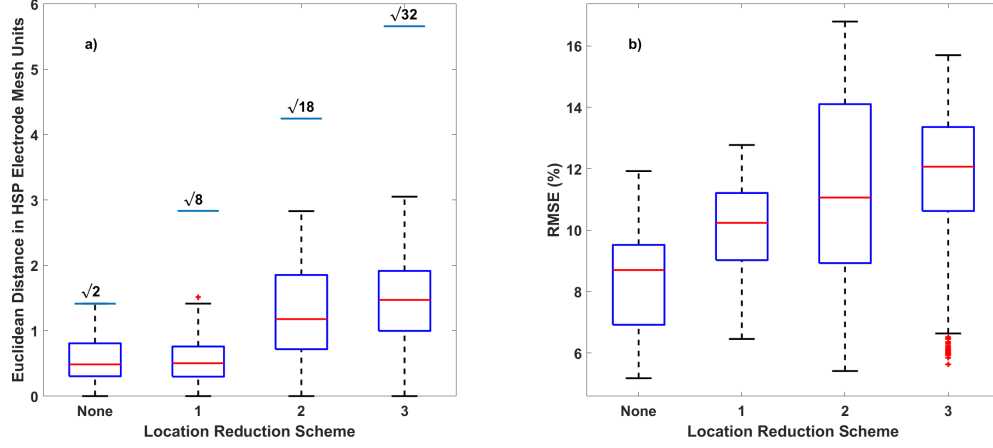 a)
Euclidean Distance in HSP Electrode Mesh Units
6
5
4
3
2
1
0
√2
√8
√18
√32
None
1
2
3
Location Reduction Scheme
b)
RMSE (%)
16
14
12
10
8
6
None
1
2
3
Location Reduction Scheme